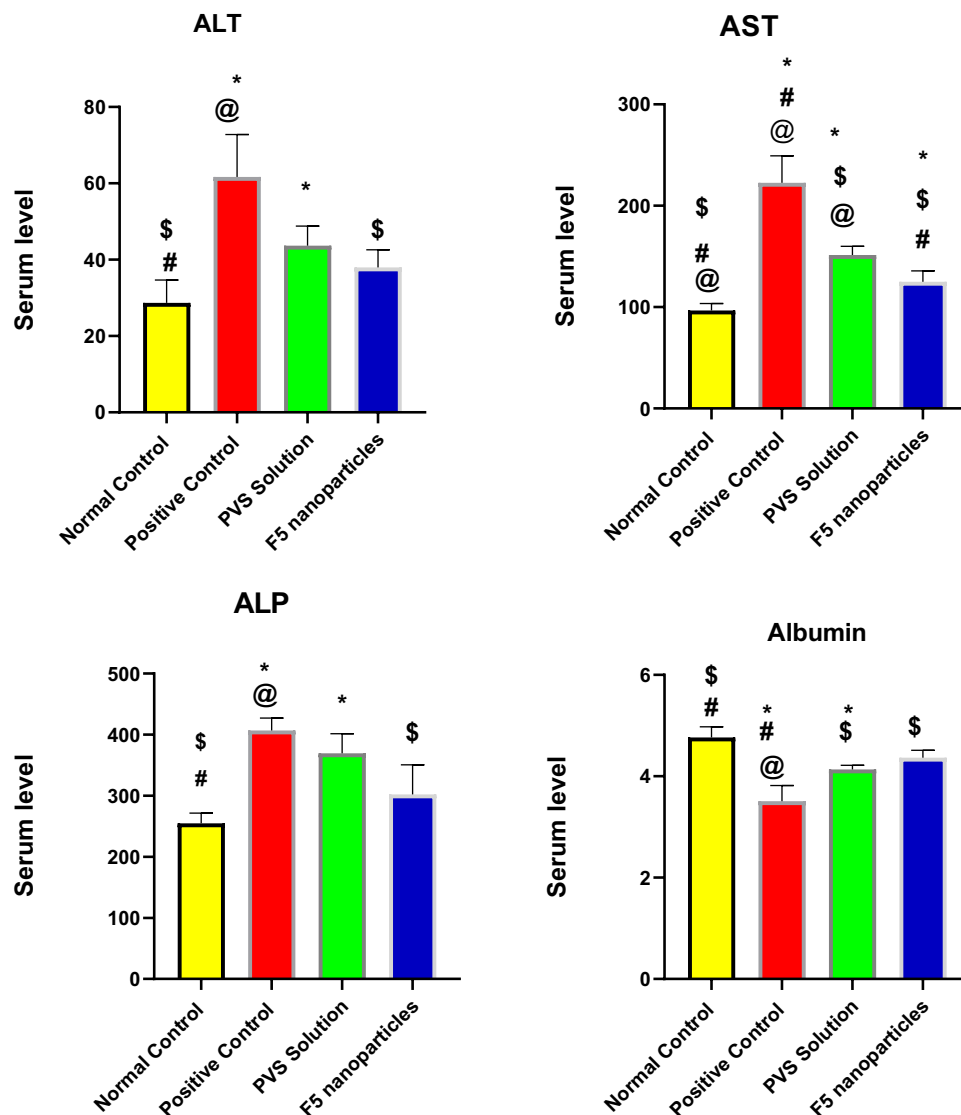 ALT
Serum level
80
60
40
20
0
$
#
*
@
*
$
Normal Control
Positive Control
PVS Solution
F5 nanoparticles
AST
Serum level
300
200
100
0
$
#
@
*
#
@
*
$
@
*
$
#
Normal Control
Positive Control
PVS Solution
F5 nanoparticles
ALP
Serum level
500
400
300
200
100
0
$
#
*
@
*
$
Normal Control
Positive Control
PVS Solution
F5 nanoparticles
Albumin
Serum level
6
4
2
0
$
#
*
#
@
*
$
$
Normal Control
Positive Control
PVS Solution
F5 nanoparticles